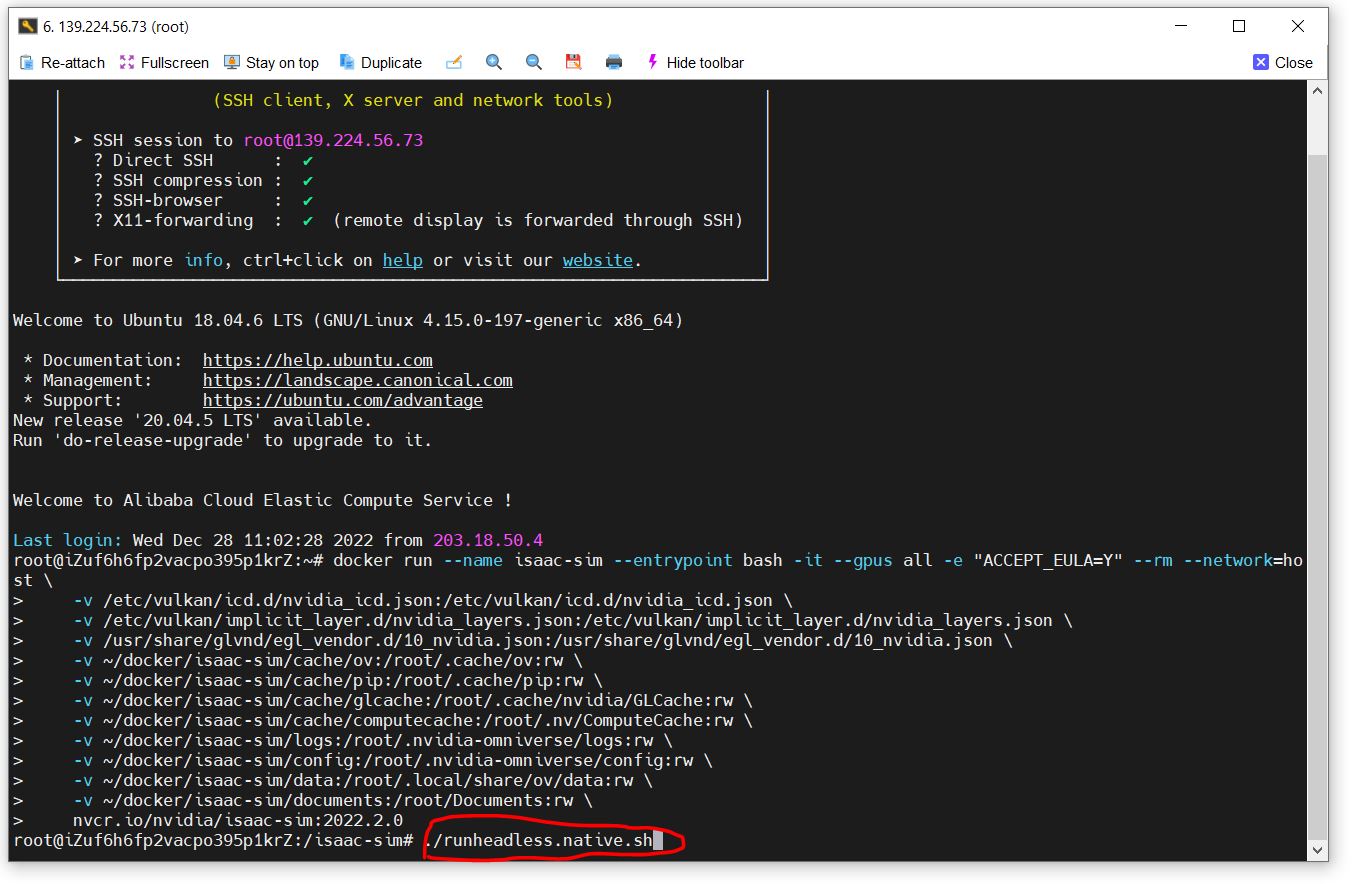 6. 139.224.56.73 (root)
Re-attach Fullscreen Stay on top Duplicate Hide toolbar Close
(SSH client, X server and network tools)
➤ SSH session to root@139.224.56.73
? Direct SSH : ✔
? SSH compression : ✔
? SSH-browser : ✔
? X11-forwarding : ✔ (remote display is forwarded through SSH)
➤ For more info, ctrl+click on help or visit our website.
Welcome to Ubuntu 18.04.6 LTS (GNU/Linux 4.15.0-197-generic x86_64)
* Documentation: https://help.ubuntu.com
* Management: https://landscape.canonical.com
* Support: https://ubuntu.com/advantage
New release '20.04.5 LTS' available.
Run 'do-release-upgrade' to upgrade to it.
Welcome to Alibaba Cloud Elastic Compute Service !
Last login: Wed Dec 28 11:02:28 2022 from 203.18.50.4
root@iZuf6h6fp2vacpo395p1krZ:~# docker run --name isaac-sim --entrypoint bash -it --gpus all -e "ACCEPT_EULA=Y" --rm --network=ho
st \
> -v /etc/vulkan/icd.d/nvidia_icd.json:/etc/vulkan/icd.d/nvidia_icd.json \
> -v /etc/vulkan/implicit_layer.d/nvidia_layers.json:/etc/vulkan/implicit_layer.d/nvidia_layers.json \
> -v /usr/share/glvnd/egl_vendor.d/10_nvidia.json:/usr/share/glvnd/egl_vendor.d/10_nvidia.json \
> -v ~/docker/isaac-sim/cache/ov:/root/.cache/ov:rw \
> -v ~/docker/isaac-sim/cache/pip:/root/.cache/pip:rw \
> -v ~/docker/isaac-sim/cache/glcache:/root/.cache/nvidia/GLCache:rw \
> -v ~/docker/isaac-sim/cache/computecache:/root/.nv/ComputeCache:rw \
> -v ~/docker/isaac-sim/logs:/root/.nvidia-omniverse/logs:rw \
> -v ~/docker/isaac-sim/config:/root/.nvidia-omniverse/config:rw \
> -v ~/docker/isaac-sim/data:/root/.local/share/ov/data:rw \
> -v ~/docker/isaac-sim/documents:/root/Documents:rw \
> nvcr.io/nvidia/isaac-sim:2022.2.0
root@iZuf6h6fp2vacpo395p1krZ:/isaac-sim# ./runheadless.native.sh